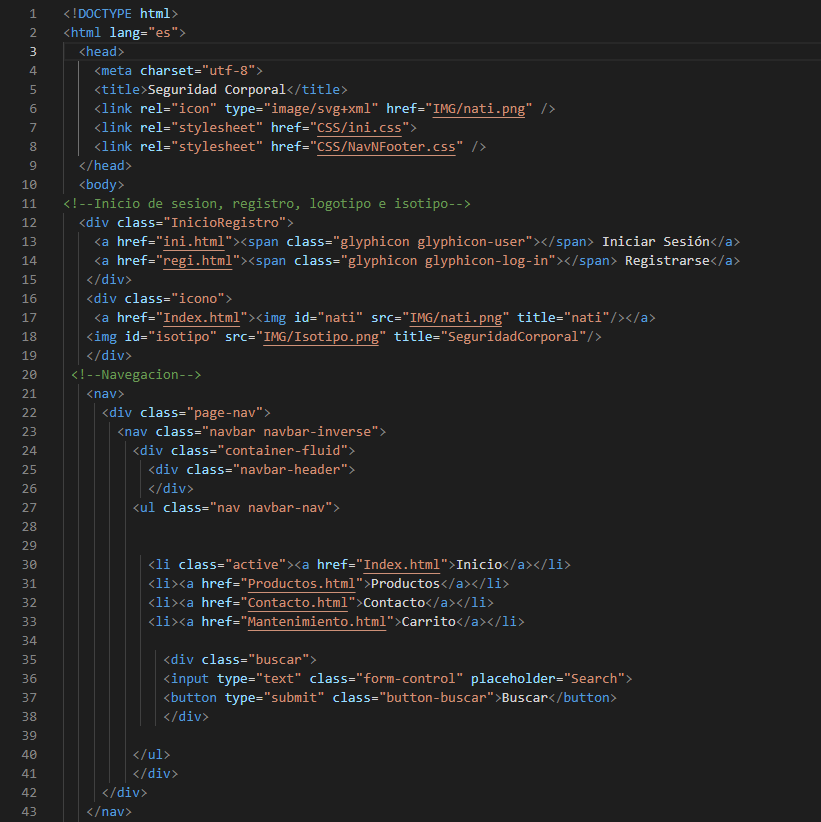 1 <!DOCTYPE html>
2 <html lang="es">
3 <head>
4 <meta charset="utf-8">
5 <title>Seguridad Corporal</title>
6 <link rel="icon" type="image/svg+xml" href="IMG/nati.png" />
7 <link rel="stylesheet" href="CSS/ini.css">
8 <link rel="stylesheet" href="CSS/NavNFooter.css" />
9 </head>
10 <body>
11 <!--Inicio de sesion, registro, logotipo e isotipo-->
12 <div class="InicioRegistro">
13 <a href="ini.html"><span class="glyphicon glyphicon-user"></span> Iniciar Sesión</a>
14 <a href="regi.html"><span class="glyphicon glyphicon-log-in"></span> Registrarse</a>
15 </div>
16 <div class="icono">
17 <a href="Index.html"><img id="nati" src="IMG/nati.png" title="nati"/></a>
18 <img id="isotipo" src="IMG/Isotipo.png" title="SeguridadCorporal"/>
19 </div>
20 <!--Navegacion-->
21 <nav>
22 <div class="page-nav">
23 <nav class="navbar navbar-inverse">
24 <div class="container-fluid">
25 <div class="navbar-header">
26 </div>
27 <ul class="nav navbar-nav">
28
29
30 <li class="active"><a href="Index.html">Inicio</a></li>
31 <li><a href="Productos.html">Productos</a></li>
32 <li><a href="Contacto.html">Contacto</a></li>
33 <li><a href="Mantenimiento.html">Carrito</a></li>
34
35 <div class="buscar">
36 <input type="text" class="form-control" placeholder="Search">
37 <button type="submit" class="button-buscar">Buscar</button>
38 </div>
39
40 </ul>
41 </div>
42 </div>
43 </nav>